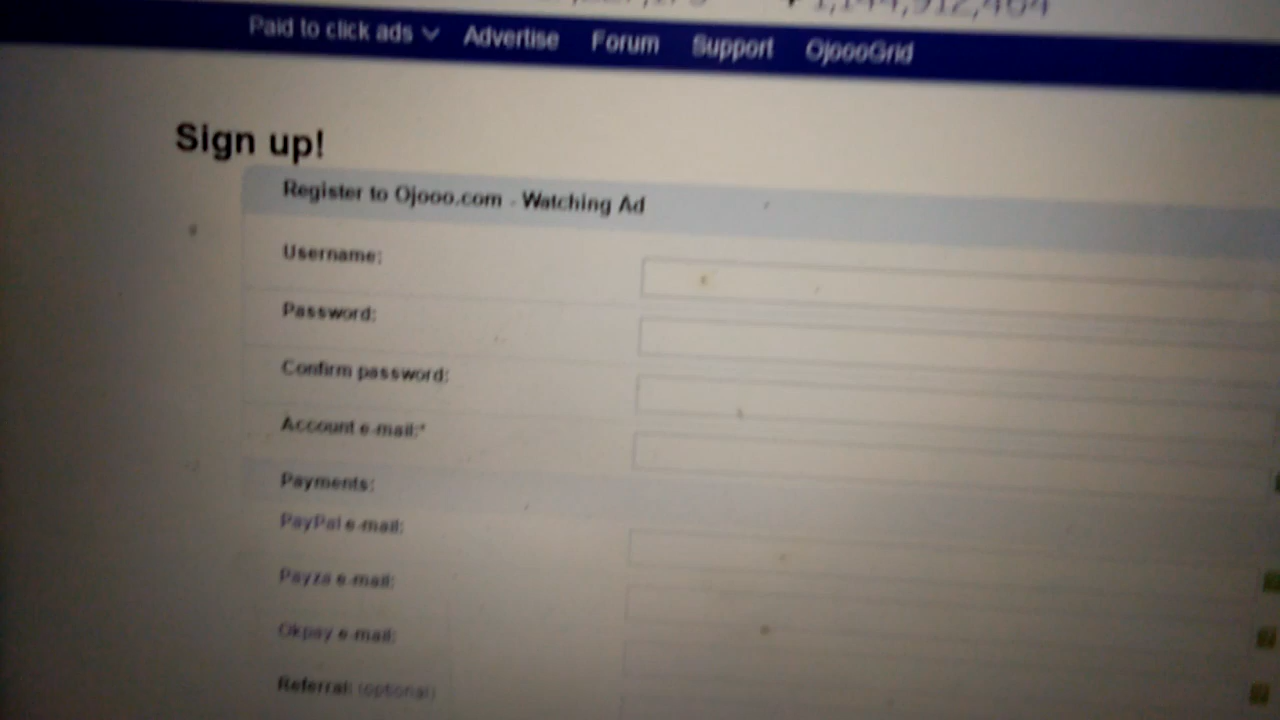 Paid to click ads Advertise Forum Support OjoooGrid
Sign up!
Register to Ojooo.com - Watching Ad
Username:
Password:
Confirm password:
Account e-mail:*
Payments:
PayPal e-mail:
Payza e-mail:
Okpay e-mail:
Referral: (optional)